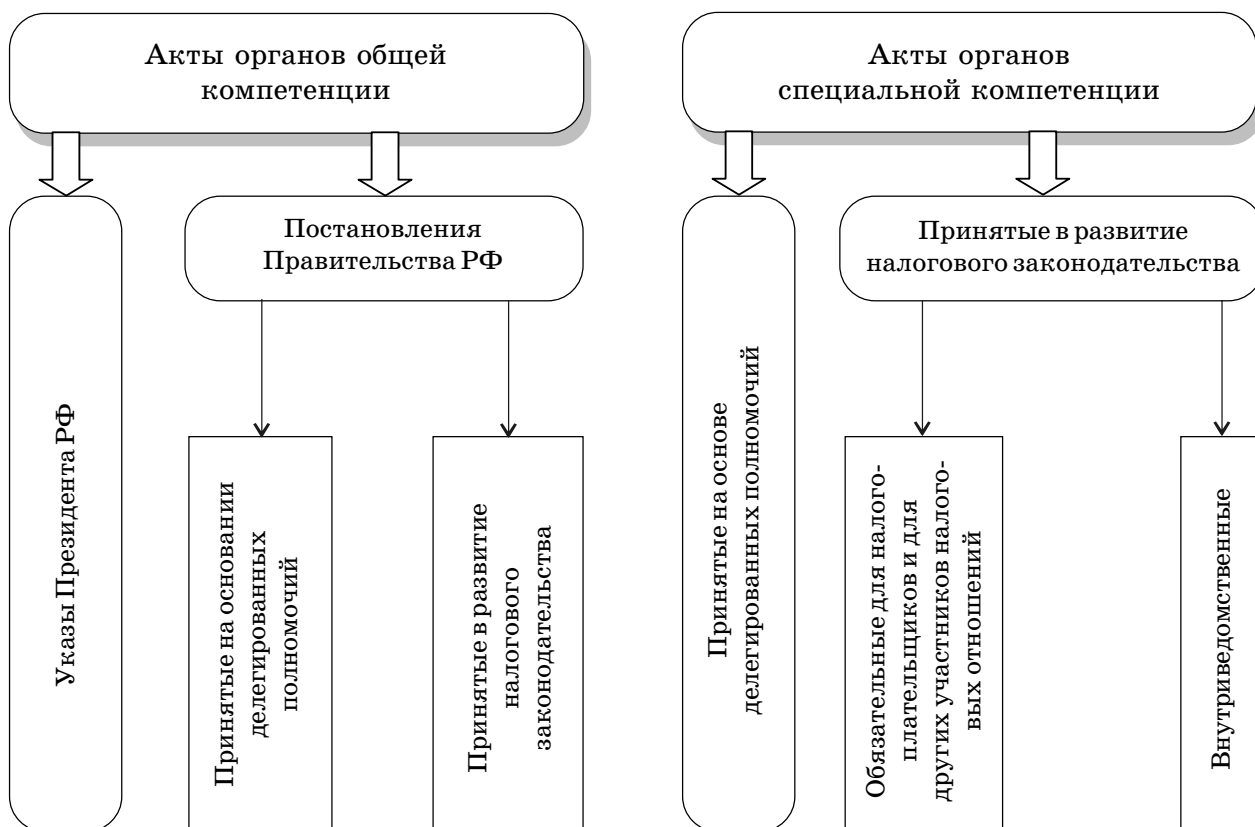 Акты органов общей
компетенции
Указы Президента РФ
Постановления
Правительства РФ
Принятые на основании
делегированных
полномочий
Принятые в развитие
налогового
законодательства
Акты органов
специальной компетенции
Принятые на основе
делегированных полномочий
Принятые в развитие
налогового законодательства
Обязательные для налого-
плательщиков и для
других участников налого-
вых отношений
Внутриведомственные